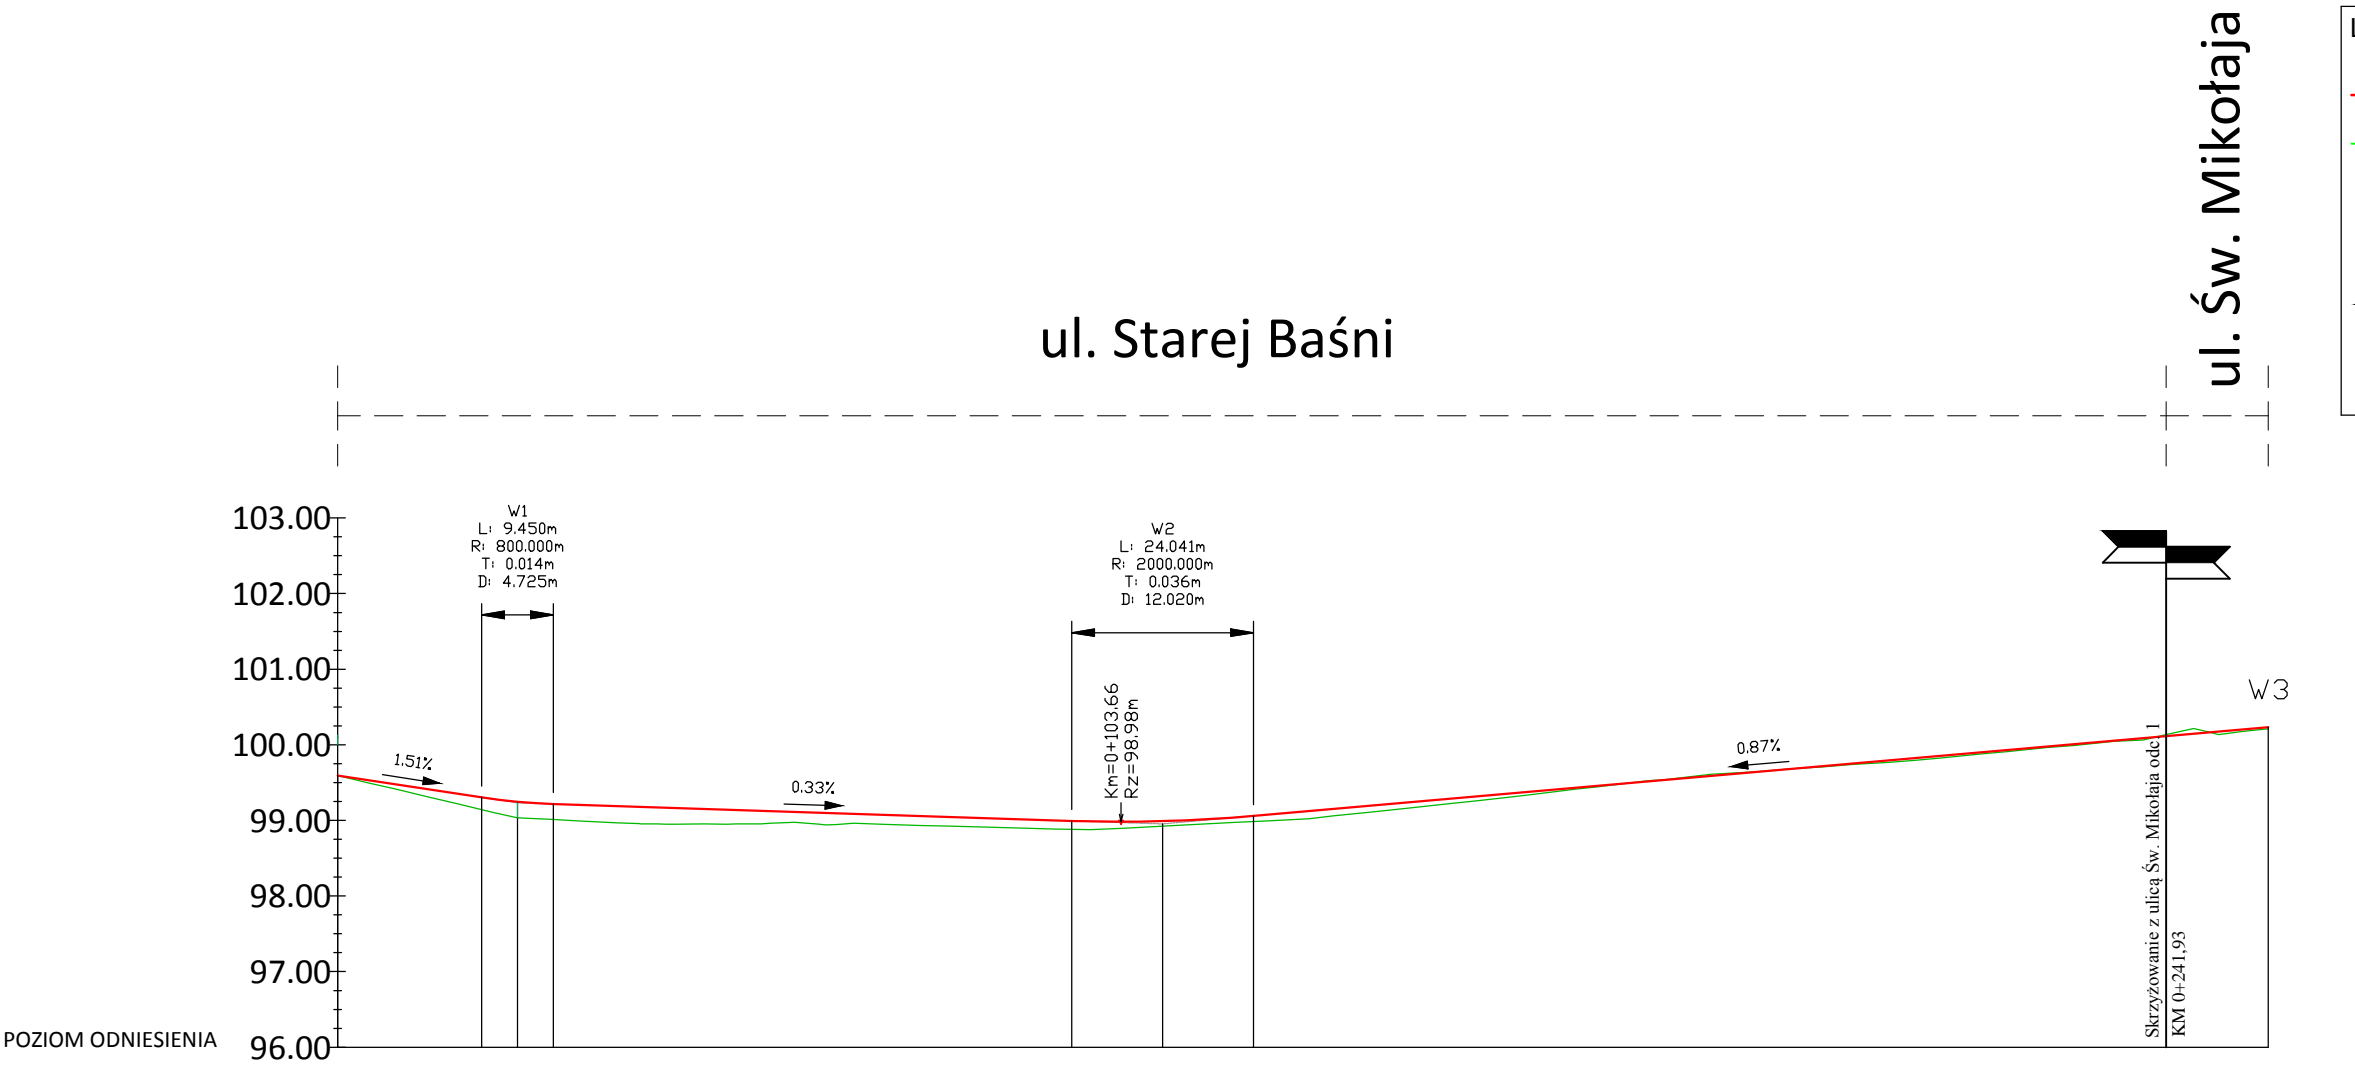 ul. Św. Mikołaja
ul. Starej Baśni
103.00
102.00
101.00
100.00
99.00
98.00
97.00
96.00
POZIOM ODNIESIENIA
W1
L: 9.450m
R: 800.000m
T: 0.014m
D: 4.725m
W2
L: 24.041m
R: 2000.000m
T: 0.036m
D: 12.020m
1.51%
0.33%
Km=0+103.66
Rz=98.98m
0.87%
W3
Skrzyżowanie z ulicą Św. Mikołaja odc. 1
KM 0+241,93